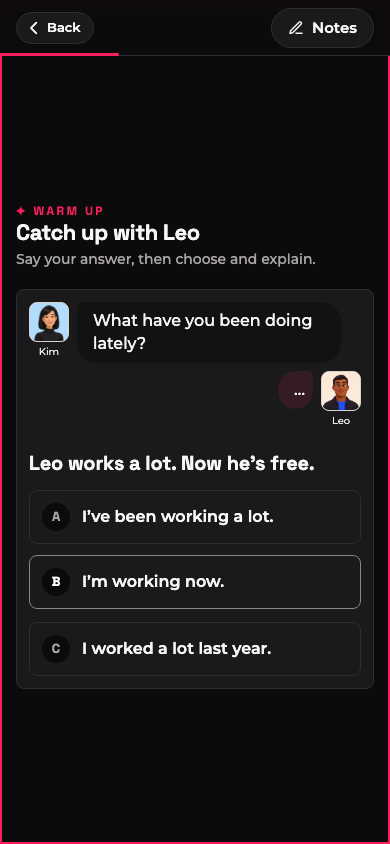 Back
Notes
WARM UP
Catch up with Leo
Say your answer, then choose and explain.
What have you been doing
lately?
Kim
...
Leo
Leo works a lot. Now he’s free.
A I’ve been working a lot.
B I’m working now.
C I worked a lot last year.